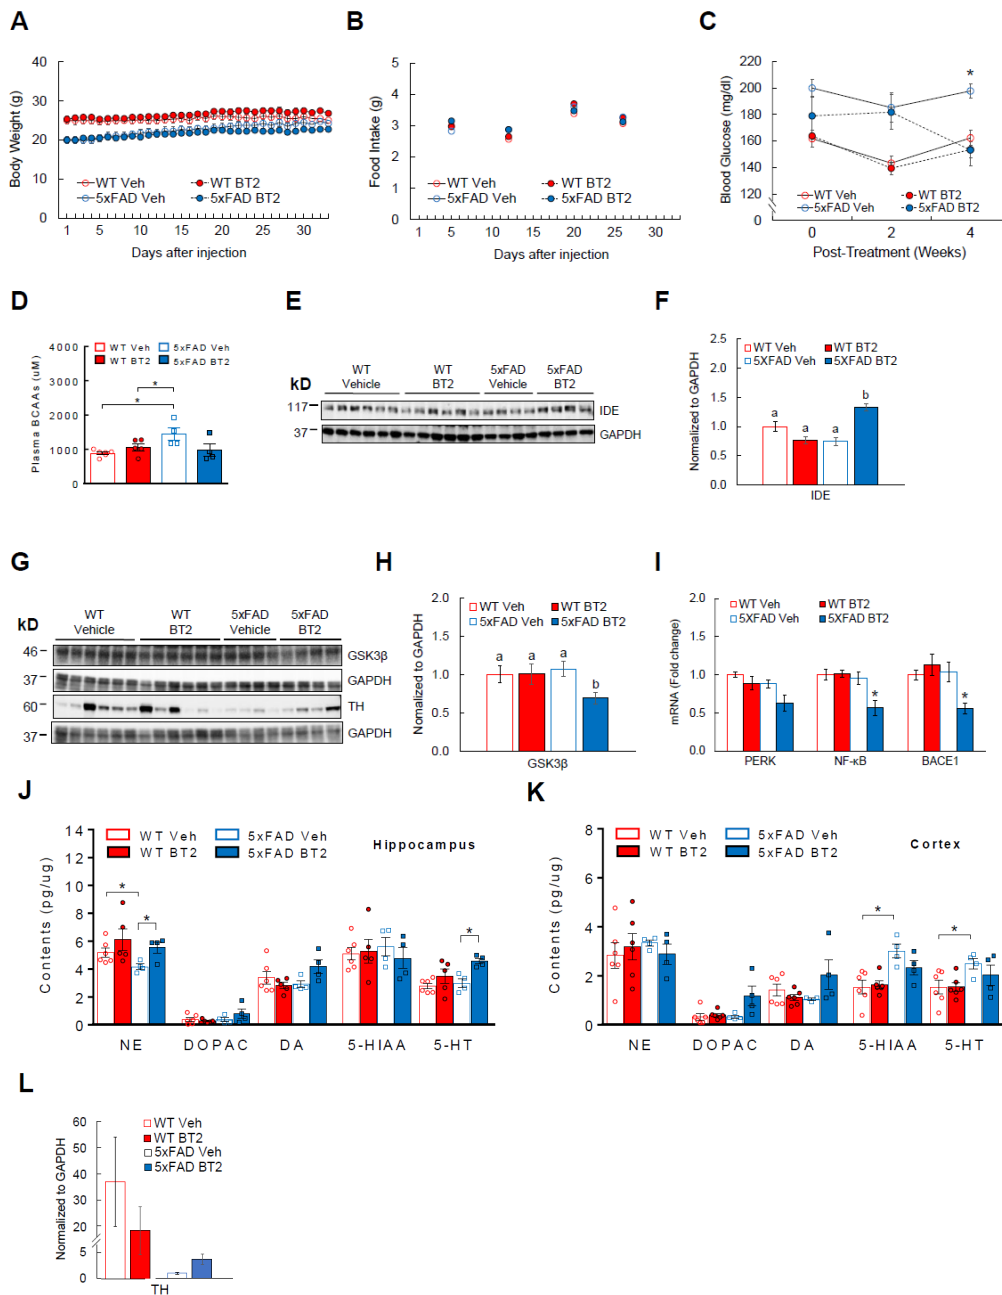 A
B
C
Body Weight (g)
40
30
20
10
0
WT Veh
WT BT2
5xFAD Veh
5xFAD BT2
1 5 10 15 20 25 30
Days after injection
Food Intake (g)
5
4
3
2
1
0
WT Veh
WT BT2
5xFAD Veh
5xFAD BT2
1 5 10 15 20 25 30
Days after injection
Blood Glucose (mg/dl)
200
180
160
140
0
*
WT Veh
WT BT2
5xFAD Veh
5xFAD BT2
0 2 4
Post-Treatment (Weeks)
D
E
F
WT Veh
5xFAD Veh
WT BT2
5xFAD BT2
Plasma BCAAs (uM)
4000
3000
2000
1000
0
*
*
kD
WT Vehicle
WT BT2
5xFAD Vehicle
5xFAD BT2
117
IDE
37
GAPDH
WT Veh
WT BT2
5XFAD Veh
5XFAD BT2
Normalized to GAPDH
2.5
2.0
1.5
1.0
0.5
0.0
a a a b
IDE
G
H
I
kD
WT Vehicle
WT BT2
5xFAD Vehicle
5xFAD BT2
46
GSK3β
37
GAPDH
60
TH
37
GAPDH
WT Veh
WT BT2
5xFAD Veh
5xFAD BT2
Nomalized to GAPDH
2.0
1.5
1.0
0.5
0.0
a a a b
GSK3β
WT Veh
WT BT2
5XFAD Veh
5XFAD BT2
mRNA (Fold change)
2.0
1.5
1.0
0.5
0.0
*
*
PERK NF-κB BACE1
J
K
WT Veh
5xFAD Veh
WT BT2
5xFAD BT2
Hippocampus
Contents (pg/ug)
14
12
10
8
6
4
2
0
*
*
*
NE DOPAC DA 5-HIAA 5-HT
WT Veh
5xFAD Veh
WT BT2
5xFAD BT2
Cortex
Contents (pg/ug)
8
6
4
2
0
*
*
NE DOPAC DA 5-HIAA 5-HT
L
WT Veh
WT BT2
5xFAD Veh
5xFAD BT2
Normalized to GAPDH
60
50
40
30
20
5
0
TH